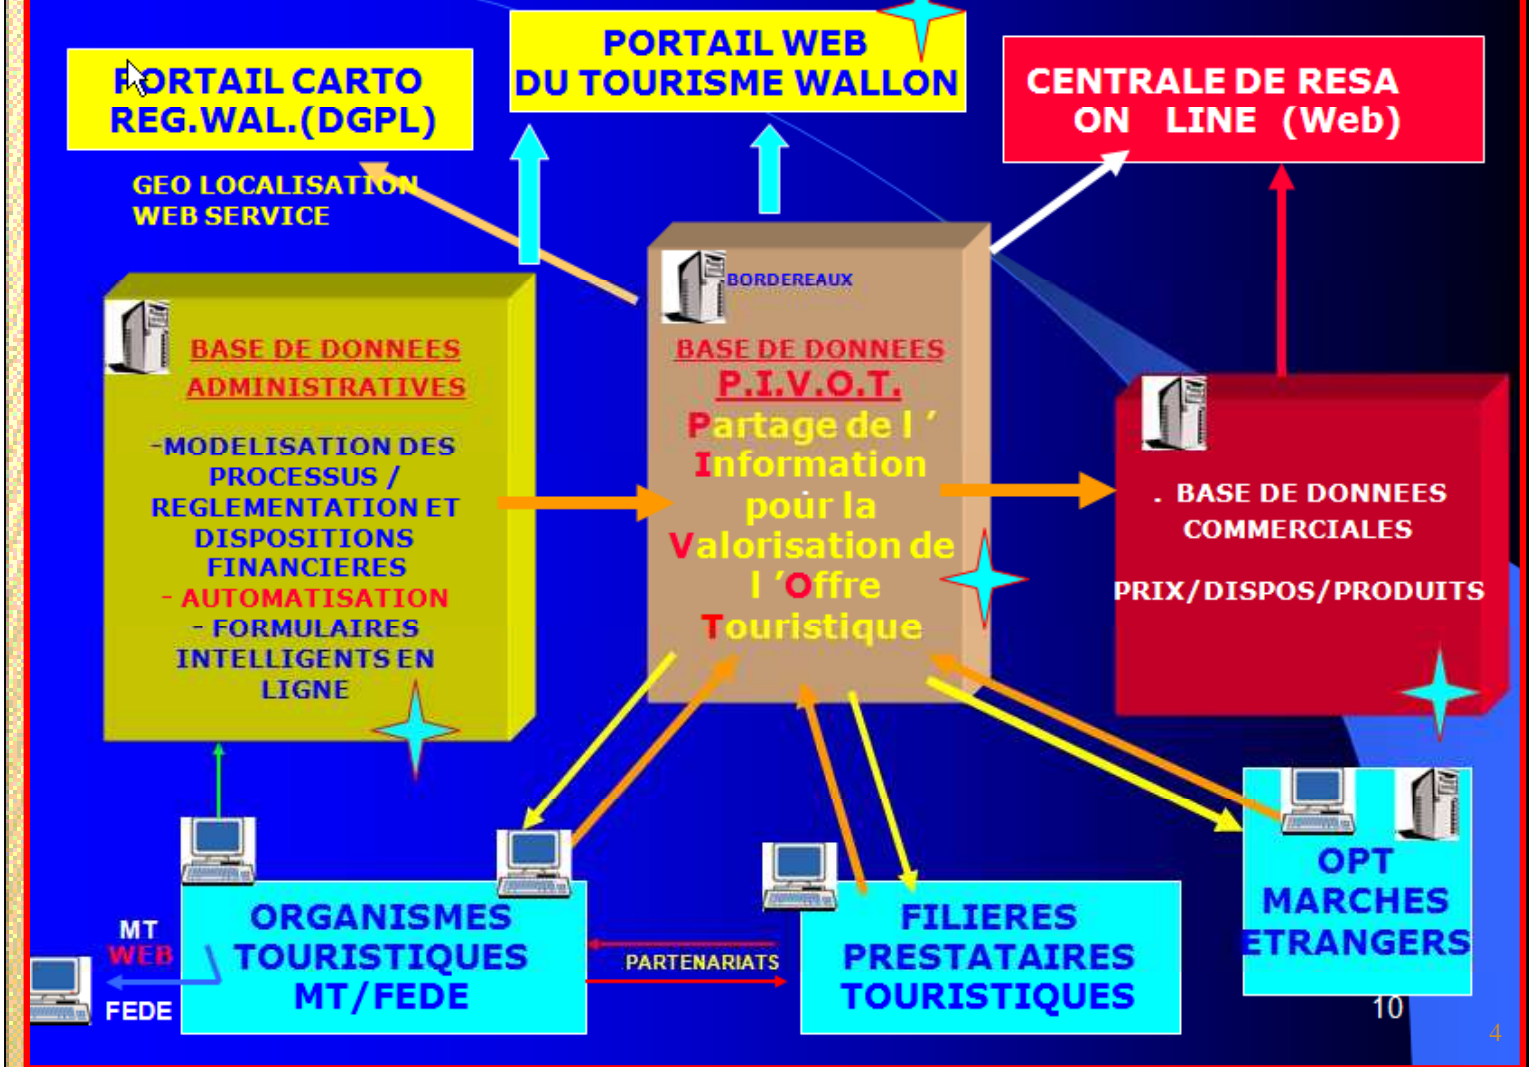 PORTAIL WEB
DU TOURISME WALLON
PORTAIL CARTO
REG.WAL.(DGPL)
CENTRALE DE RESA
ON LINE (Web)
GEO LOCALISATION
WEB SERVICE
BASE DE DONNEES
ADMINISTRATIVES
-MODELISATION DES
PROCESSUS /
REGLEMENTATION ET
DISPOSITIONS
FINANCIERES
- AUTOMATISATION
- FORMULAIRES
INTELLIGENTS EN
LIGNE
BORDEREAUX
BASE DE DONNEES
P.I.V.O.T.
Partage de l ’
Information
pour la
Valorisation de
l ’Offre
Touristique
. BASE DE DONNEES
COMMERCIALES
PRIX/DISPOS/PRODUITS
MT
WEB
FEDE
ORGANISMES
TOURISTIQUES
MT/FEDE
PARTENARIATS
FILIERES
PRESTATAIRES
TOURISTIQUES
OPT
MARCHES
ETRANGERS
10
4